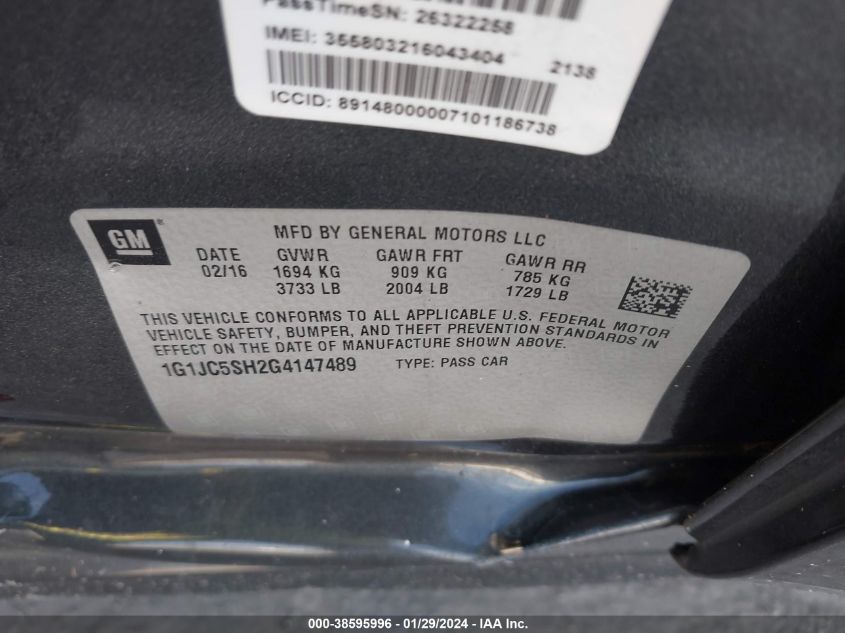 PassTimeSN: 26322258
IMEI: 355803216043404 2138
ICCID: 89148000007101186738
GM ®
MFD BY GENERAL MOTORS LLC
DATE GVWR GAWR FRT GAWR RR
02/16 1694 KG 909 KG 785 KG
3733 LB 2004 LB 1729 LB
THIS VEHICLE CONFORMS TO ALL APPLICABLE U.S. FEDERAL MOTOR
VEHICLE SAFETY, BUMPER, AND THEFT PREVENTION STANDARDS IN
EFFECT ON THE DATE OF MANUFACTURE SHOWN ABOVE.
1G1JC5SH2G4147489 TYPE: PASS CAR
000-38595996 - 01/29/2024 - IAA Inc.